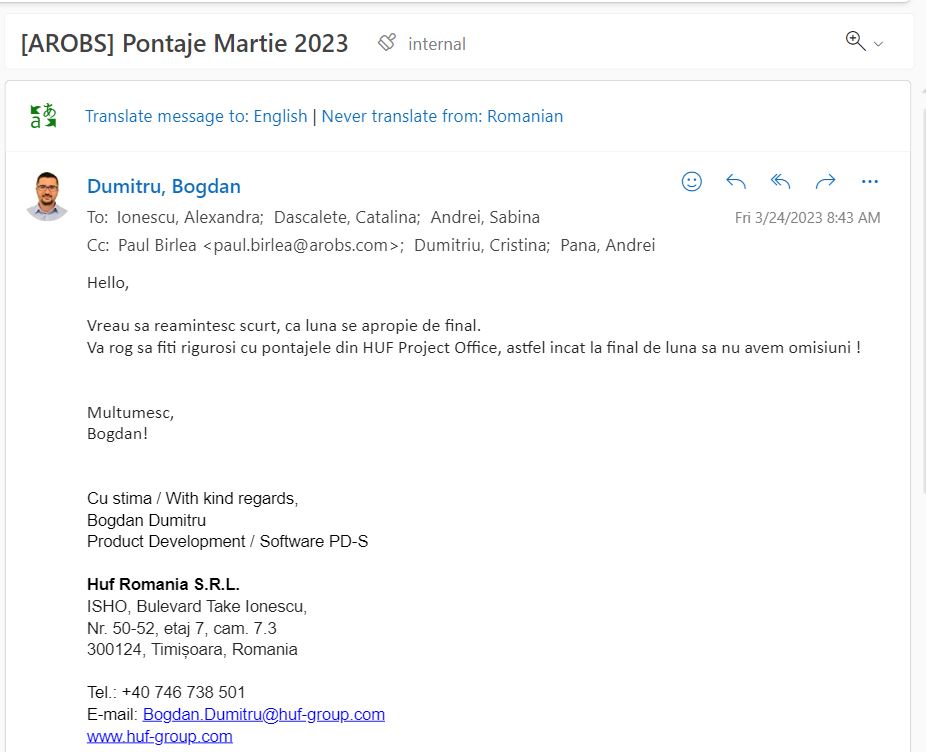 [AROBS] Pontaje Martie 2023 internal
Translate message to: English | Never translate from: Romanian
Dumitru, Bogdan
To: Ionescu, Alexandra; Dascalete, Catalina; Andrei, Sabina
Fri 3/24/2023 8:43 AM
Cc: Paul Birlea <paul.birlea@arobs.com>; Dumitriu, Cristina; Pana, Andrei
Hello,
Vreau sa reamintesc scurt, ca luna se apropie de final.
Va rog sa fiti rigurosi cu pontajele din HUF Project Office, astfel incat la final de luna sa nu avem omisiuni !
Multumesc,
Bogdan!
Cu stima / With kind regards,
Bogdan Dumitru
Product Development / Software PD-S
Huf Romania S.R.L.
ISHO, Bulevard Take Ionescu,
Nr. 50-52, etaj 7, cam. 7.3
300124, Timișoara, Romania
Tel.: +40 746 738 501
E-mail: Bogdan.Dumitru@huf-group.com
www.huf-group.com